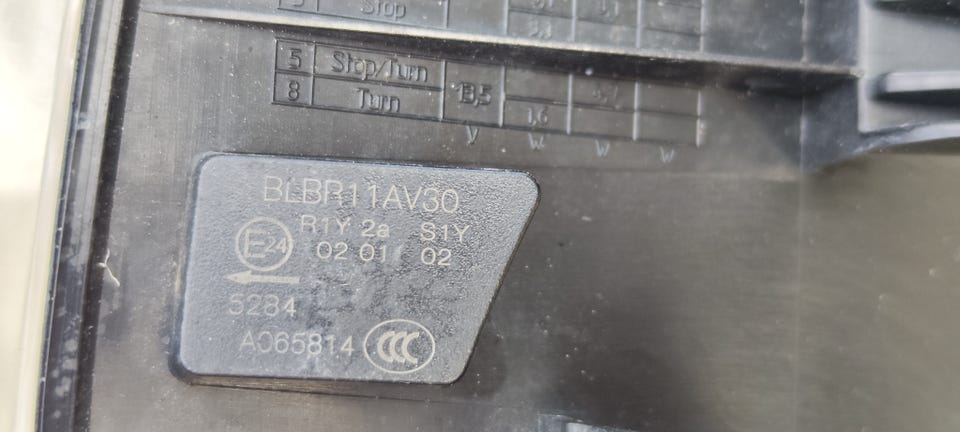 Stop
5 Stop/Turn
8 Turn 13,5
V W W W
BLBR11AV30
E24 R1Y 2a S1Y
02 01 02
5284
A065814 CCC